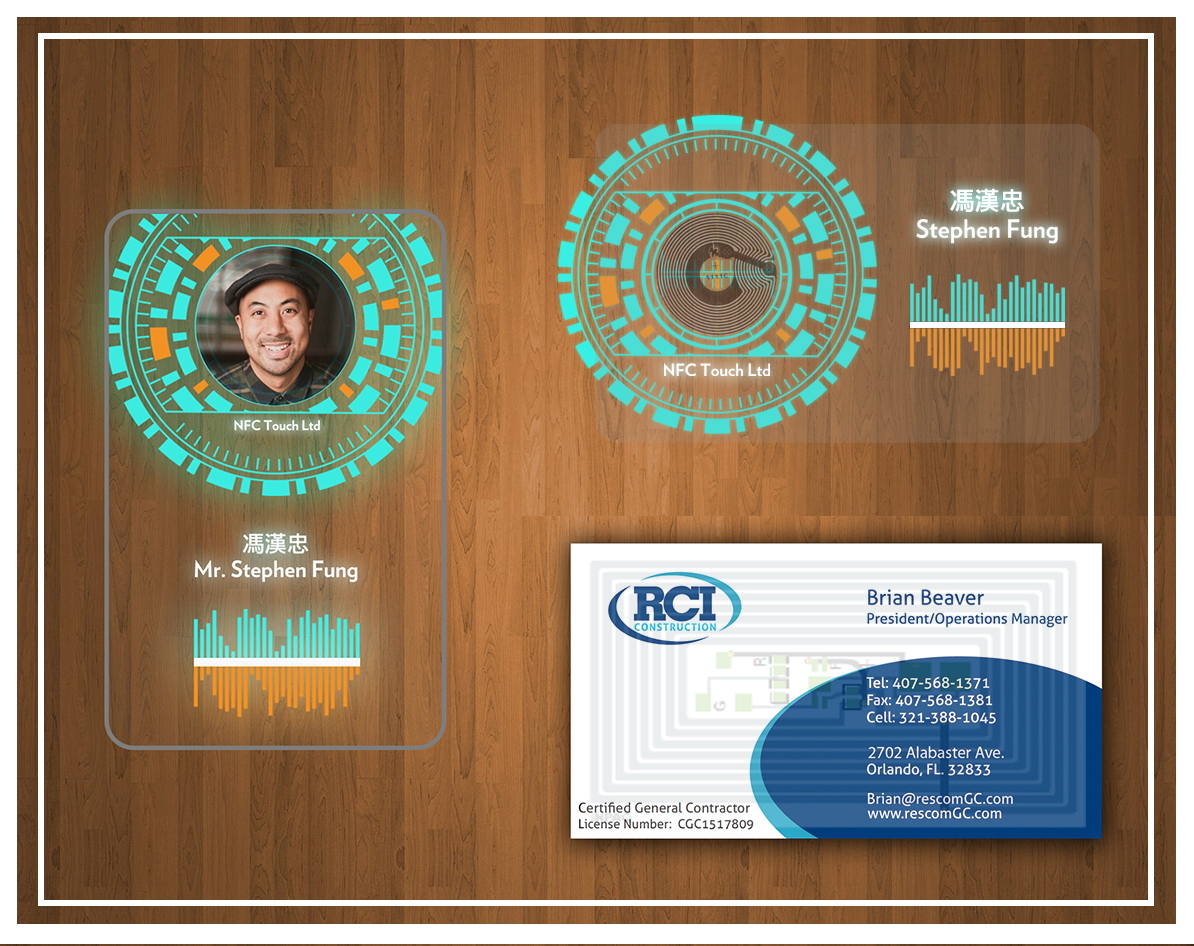 NFC Touch Ltd
馮漢忠
Mr. Stephen Fung
馮漢忠
Stephen Fung
NFC Touch Ltd
RCI
CONSTRUCTION
Brian Beaver
President/Operations Manager
R
H
G
Tel: 407-568-1371
Fax: 407-568-1381
Cell: 321-388-1045
2702 Alabaster Ave.
Orlando, FL. 32833
Brian@rescomGC.com
www.rescomGC.com
Certified General Contractor
License Number: CGC1517809